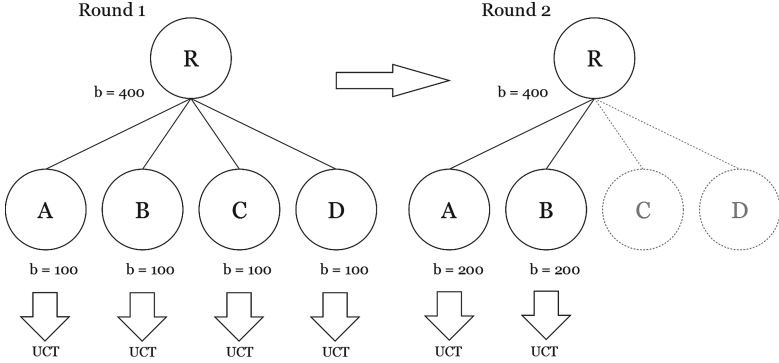 Round 1
Round 2
R
R
b = 400
b = 400
A
B
C
D
A
B
C
D
b = 100
b = 100
b = 100
b = 100
b = 200
b = 200
UCT
UCT
UCT
UCT
UCT
UCT